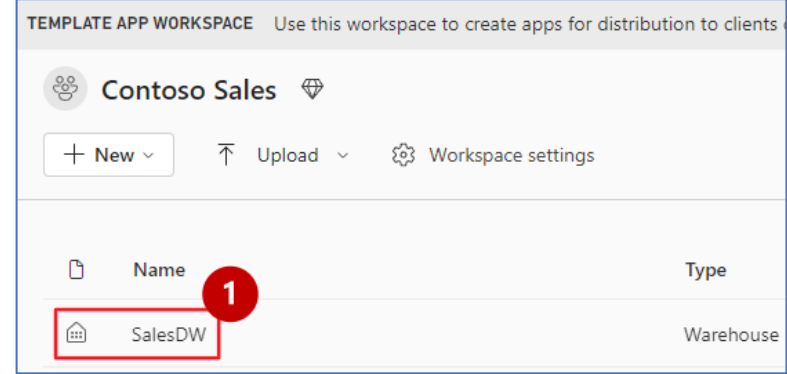 TEMPLATE APP WORKSPACE Use this workspace to create apps for distribution to clients
Contoso Sales
New Upload Workspace settings
Name Type
1
SalesDW Warehouse